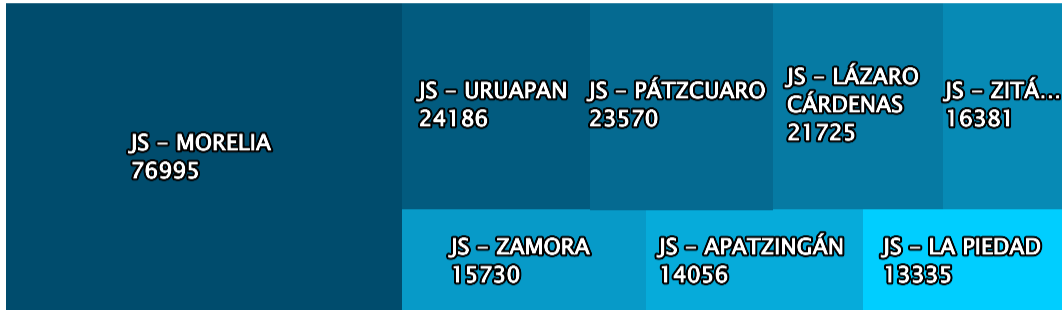 JS – MORELIA
76995
JS – URUAPAN
24186
JS – PÁTZCUARO
23570
JS – LÁZARO
CÁRDENAS
21725
JS – ZITÁ...
16381
JS – ZAMORA
15730
JS – APATZINGÁN
14056
JS – LA PIEDAD
13335